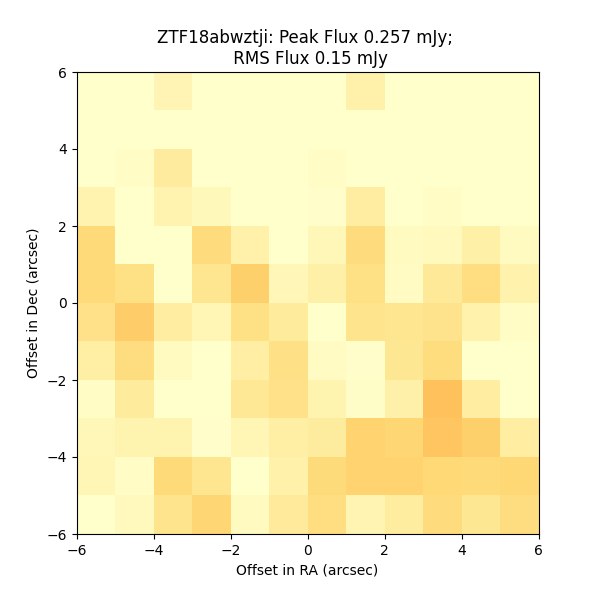 ZTF18abwztji: Peak Flux 0.257 mJy;
RMS Flux 0.15 mJy
6
4
2
0
−2
−4
−6
Offset in Dec (arcsec)
−6 −4 −2 0 2 4 6
Offset in RA (arcsec)